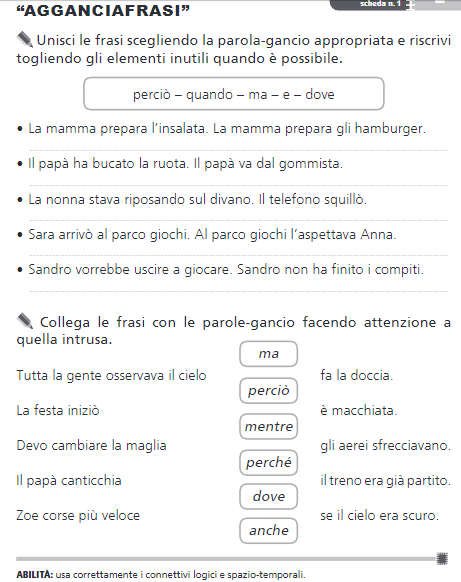 scheda n. 1
“AGGANCIAFRASI”
Unisci le frasi scegliendo la parola-gancio appropriata e riscrivi
togliendo gli elementi inutili quando è possibile.
perciò – quando – ma – e – dove
• La mamma prepara l’insalata. La mamma prepara gli hamburger.
• Il papà ha bucato la ruota. Il papà va dal gommista.
• La nonna stava riposando sul divano. Il telefono squillò.
• Sara arrivò al parco giochi. Al parco giochi l’aspettava Anna.
• Sandro vorrebbe uscire a giocare. Sandro non ha finito i compiti.
Collega le frasi con le parole-gancio facendo attenzione a
quella intrusa.
ma
Tutta la gente osservava il cielo
fa la doccia.
perciò
La festa iniziò
è macchiata.
mentre
Devo cambiare la maglia
gli aerei sfrecciavano.
perché
Il papà canticchia
il treno era già partito.
dove
Zoe corse più veloce
se il cielo era scuro.
anche
ABILITÀ: usa correttamente i connettivi logici e spazio-temporali.